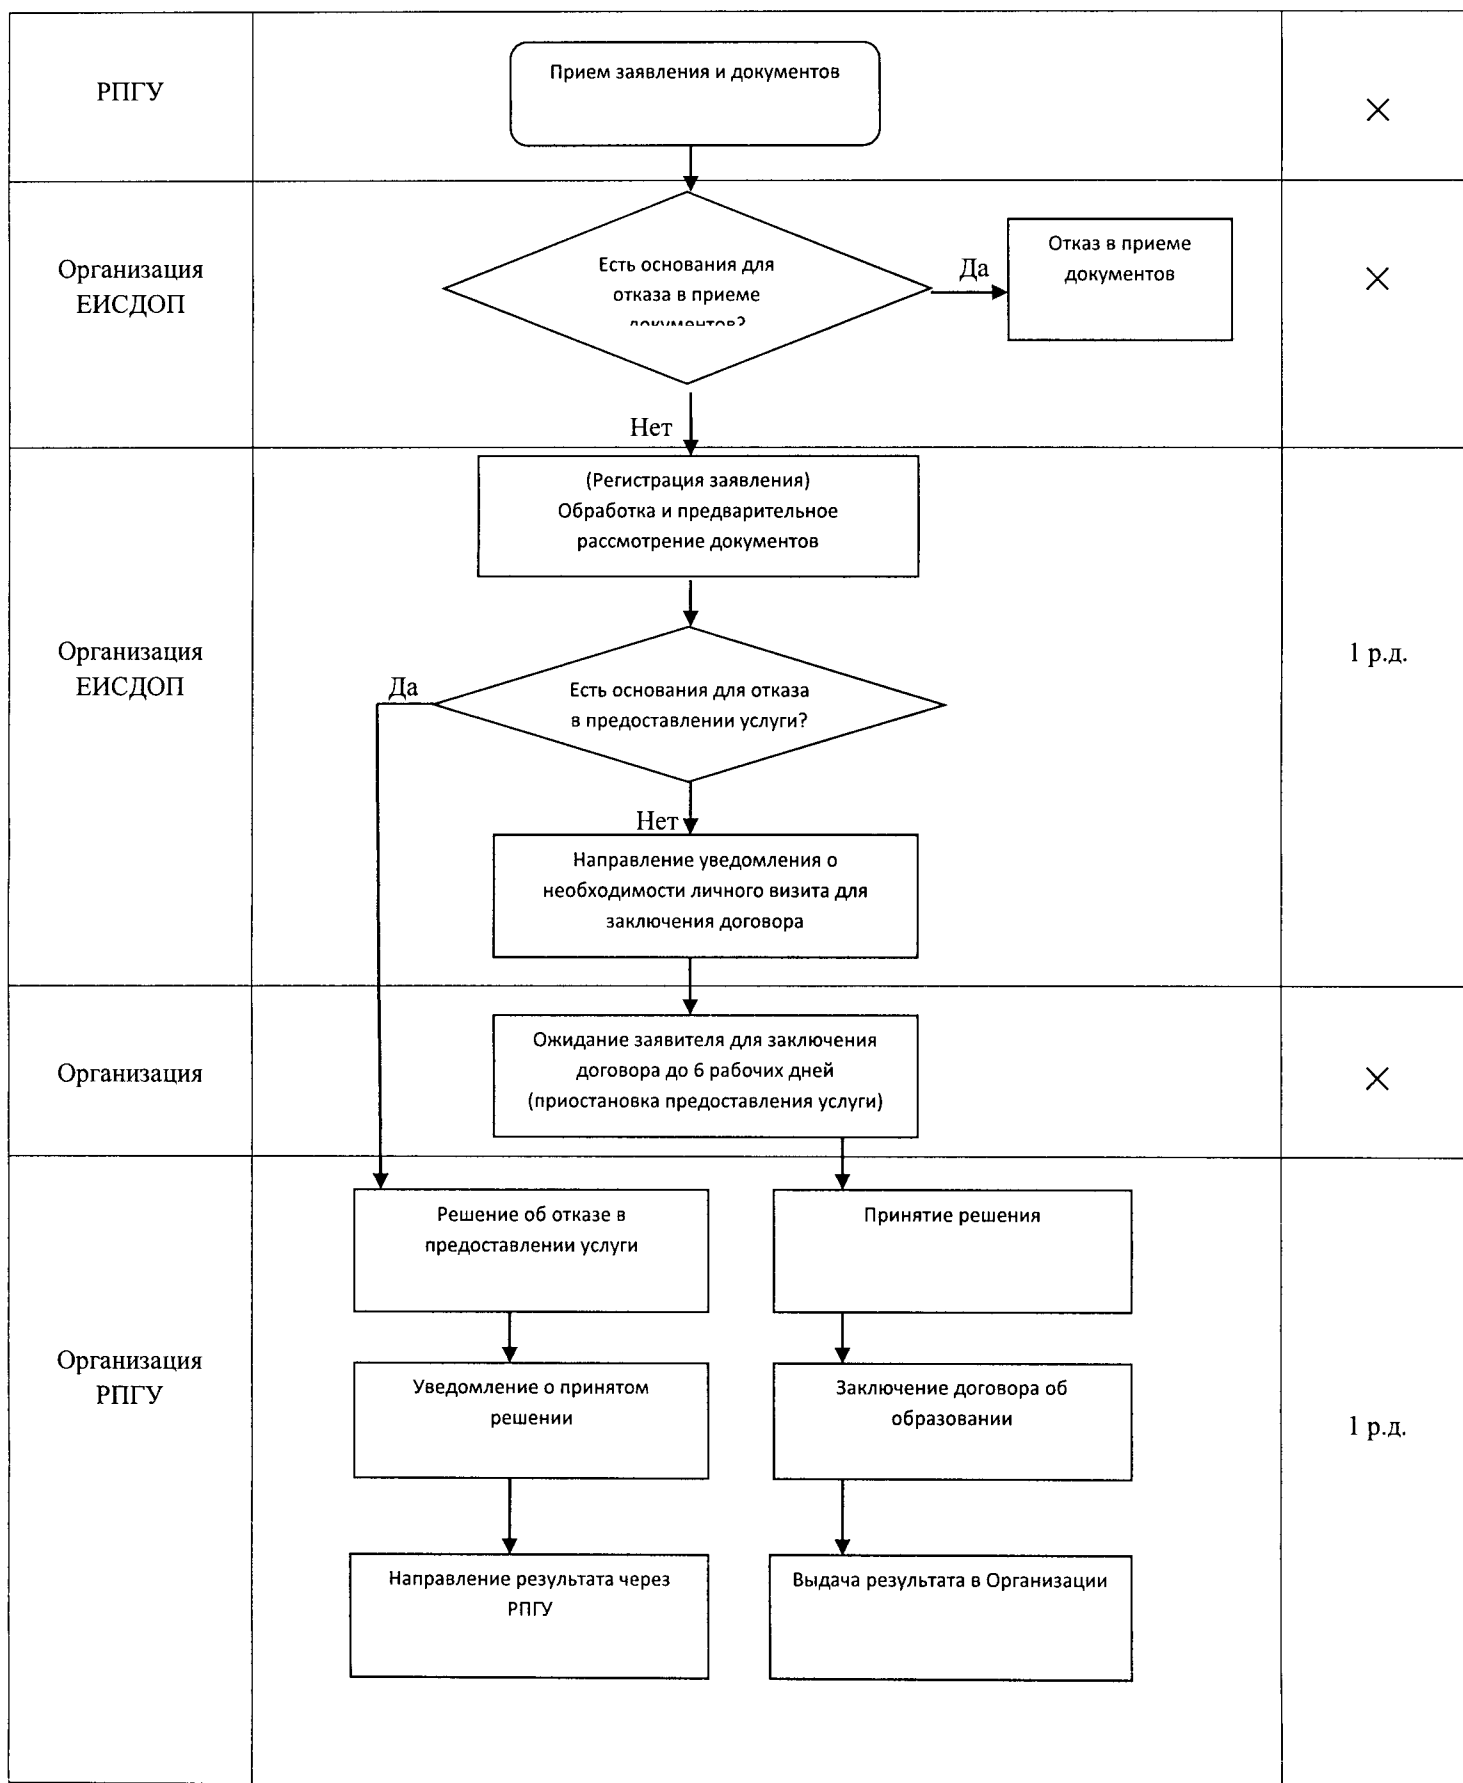 РПГУ
Прием заявления и документов
×
Организация
ЕИСДОП
Есть основания для
отказа в приеме
документов?
Да
Отказ в приеме
документов
×
Нет
(Регистрация заявления)
Обработка и предварительное
рассмотрение документов
Организация
ЕИСДОП
1 р.д.
Да
Есть основания для отказа
в предоставлении услуги?
Нет
Направление уведомления о
необходимости личного визита для
заключения договора
Организация
Ожидание заявителя для заключения
договора до 6 рабочих дней
(приостановка предоставления услуги)
×
Решение об отказе в
предоставлении услуги
Принятие решения
Организация
РПГУ
Уведомление о принятом
решении
Заключение договора об
образовании
1 р.д.
Направление результата через
РПГУ
Выдача результата в Организации